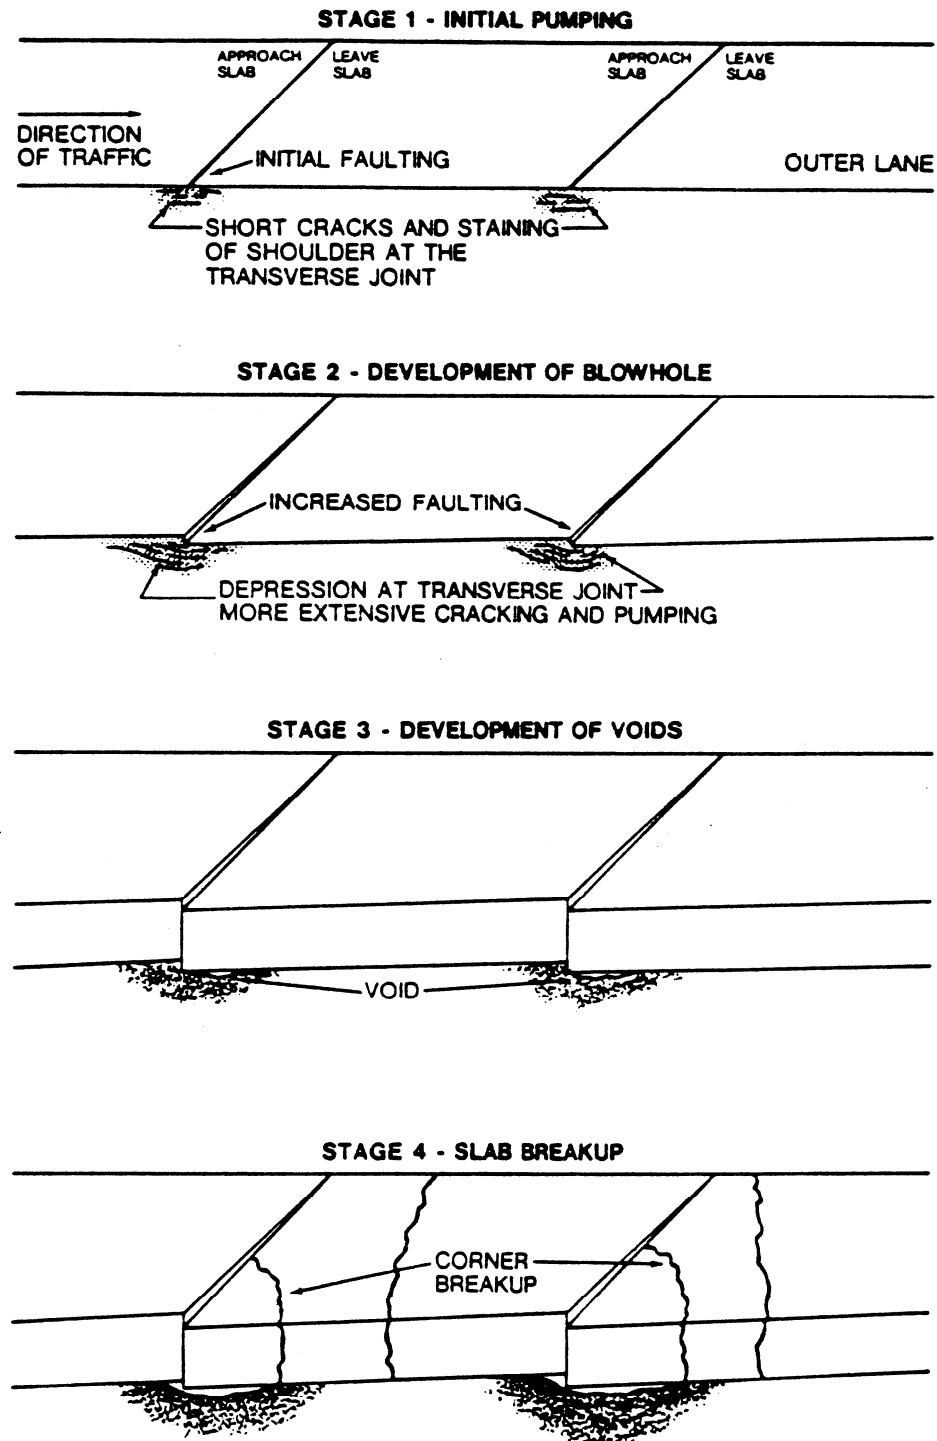 STAGE 1 - INITIAL PUMPING
APPROACH SLAB
LEAVE SLAB
APPROACH SLAB
LEAVE SLAB
DIRECTION
OF TRAFFIC
INITIAL FAULTING
OUTER LANE
SHORT CRACKS AND STAINING
OF SHOULDER AT THE
TRANSVERSE JOINT
STAGE 2 - DEVELOPMENT OF BLOWHOLE
INCREASED FAULTING
DEPRESSION AT TRANSVERSE JOINT
MORE EXTENSIVE CRACKING AND PUMPING
STAGE 3 - DEVELOPMENT OF VOIDS
VOID
STAGE 4 - SLAB BREAKUP
CORNER
BREAKUP